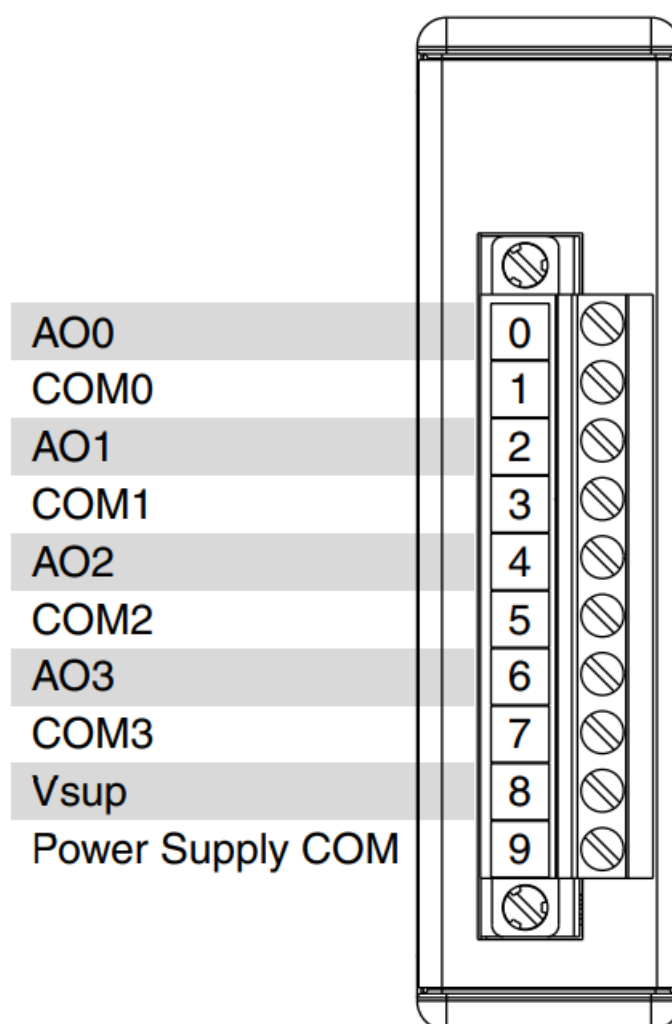 AO0 0
COM0 1
AO1 2
COM1 3
AO2 4
COM2 5
AO3 6
COM3 7
Vsup 8
Power Supply COM 9